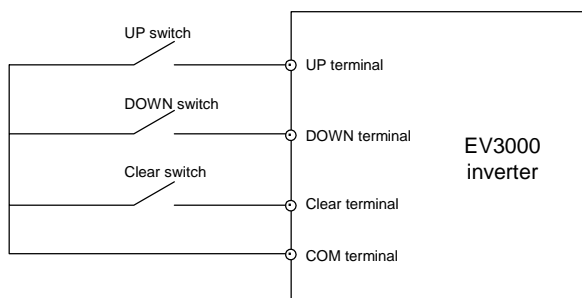 UP switch
UP terminal
DOWN switch
DOWN terminal
Clear switch
Clear terminal
COM terminal
EV3000
inverter